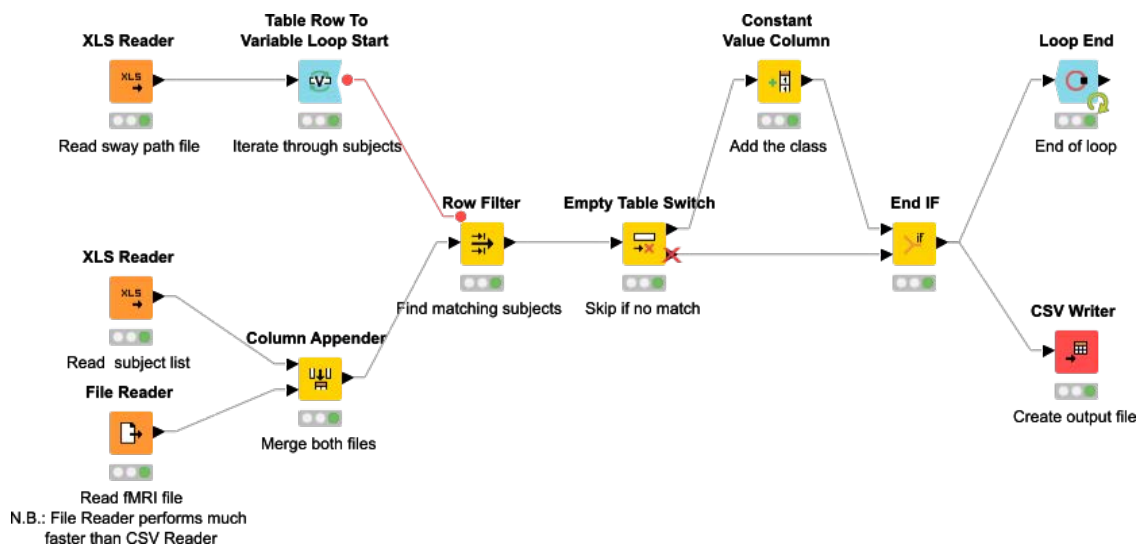 Table Row To
Variable Loop Start
XLS Reader
XLS
Read sway path file
V
Iterate through subjects
Constant
Value Column
Add the class
Loop End
End of loop
Row Filter
Find matching subjects
Empty Table Switch
Skip if no match
End IF
if
XLS Reader
XLS
Read  subject list
Column Appender
Merge both files
File Reader
Read fMRI file
N.B.: File Reader performs much
faster than CSV Reader
CSV Writer
Create output file